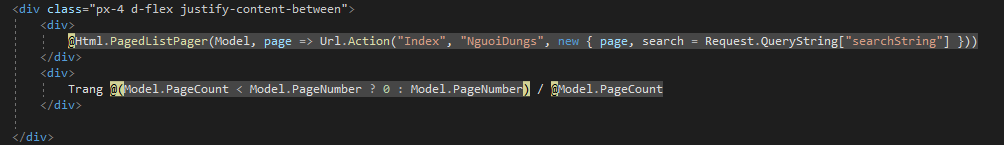 <div class="px-4 d-flex justify-content-between">
<div>
@Html.PagedListPager(Model, page => Url.Action("Index", "NguoiDungs", new { page, search = Request.QueryString["searchString"] }))
</div>
<div>
Trang @(Model.PageCount < Model.PageNumber ? 0 : Model.PageNumber) / @Model.PageCount
</div>
</div>